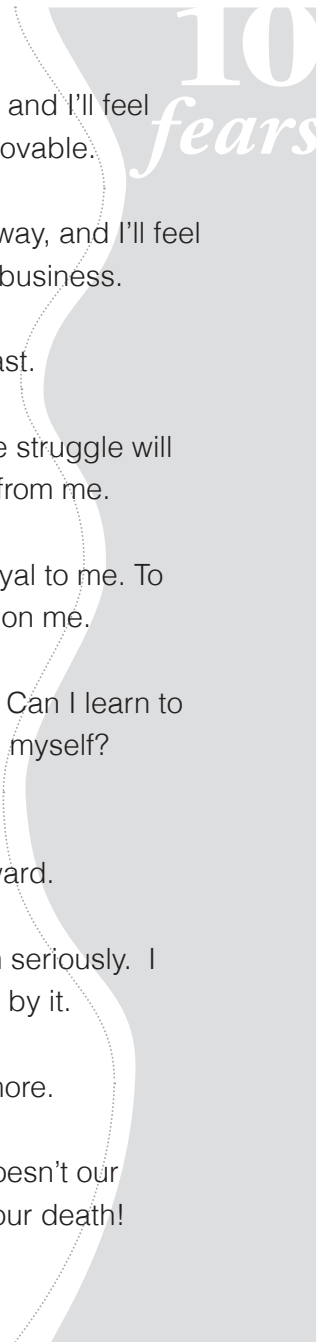 10
fears
and I’ll feel
ovable.
way, and I’ll feel
business.
ast.
e struggle will
from me.
yal to me. To
on me.
Can I learn to
myself?
ward.
n seriously.  I
by it.
more.
oesn’t our
our death!